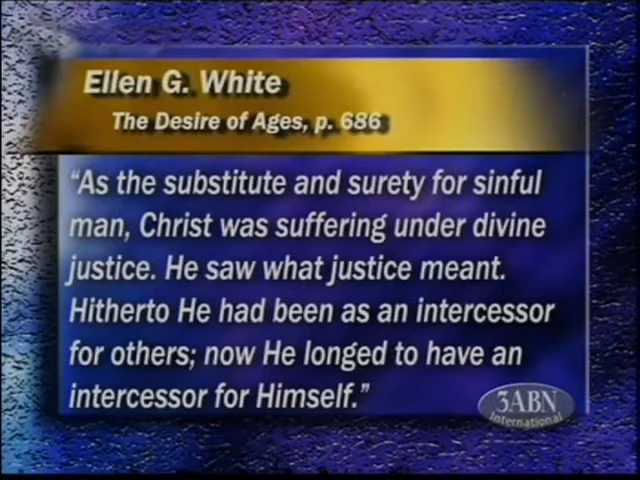 Ellen G. White
The Desire of Ages, p. 686
“As the substitute and surety for sinful
man, Christ was suffering under divine
justice. He saw what justice meant.
Hitherto He had been as an intercessor
for others; now He longed to have an
intercessor for Himself.”
3ABN
International